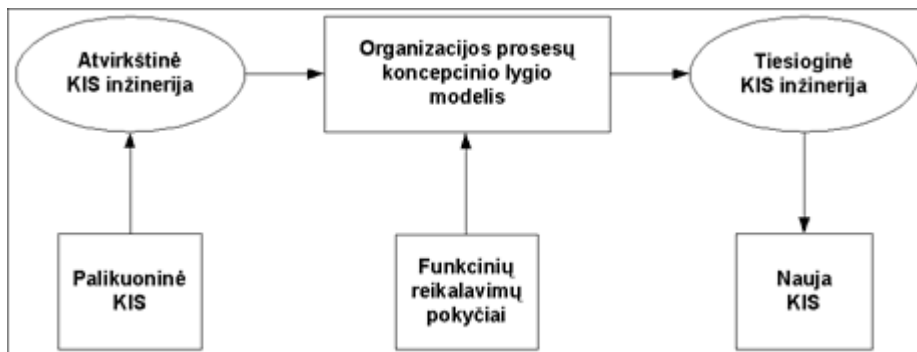 Atvirkštinė
KIS inžinerija
Organizacijos prosesų
koncepcinio lygio
modelis
Tiesioginė
KIS inžinerija
Palikuoninė
KIS
Funkcinių
reikalavimų
pokyčiai
Nauja
KIS